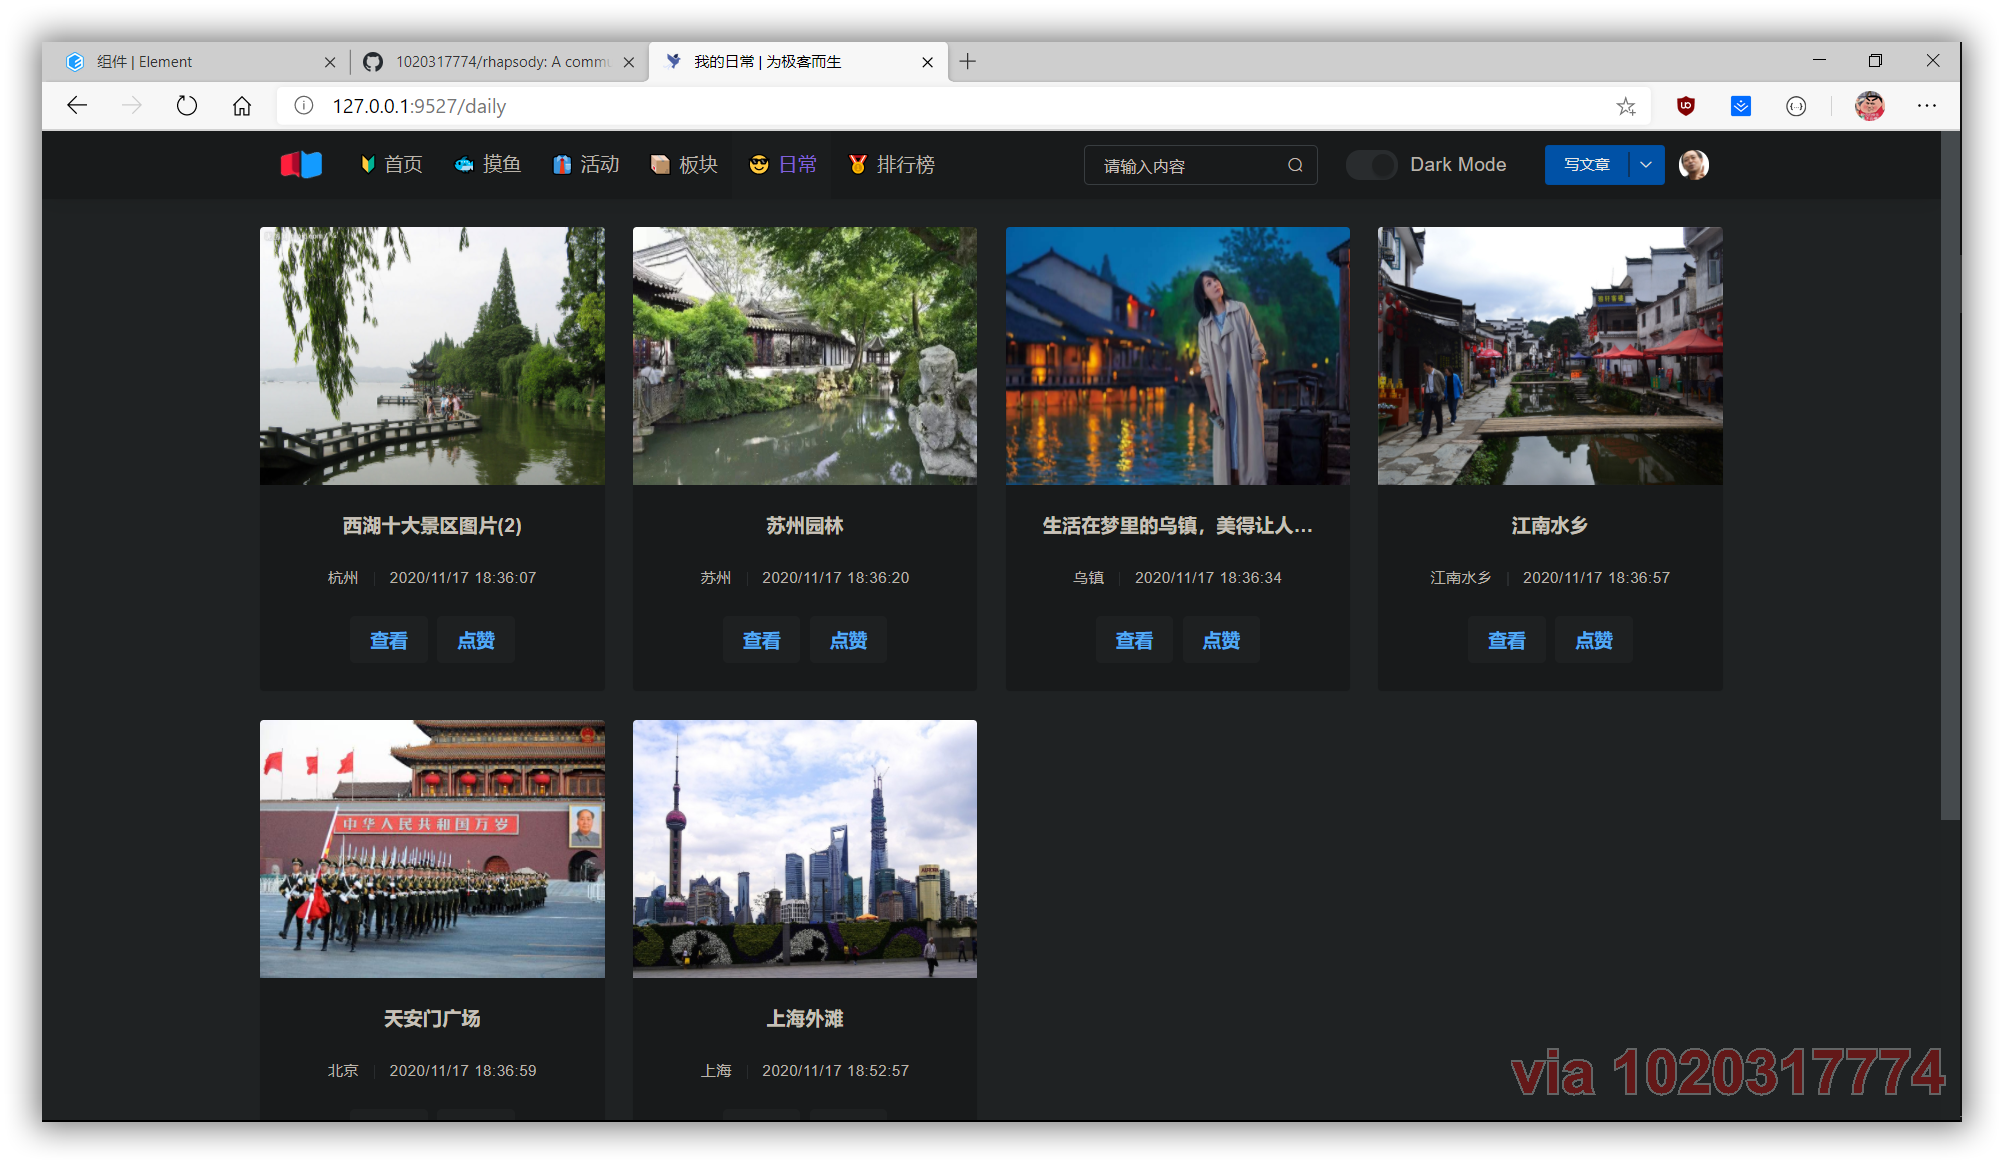 组件 | Element
1020317774/rhapsody: A comm
我的日常 | 为极客而生
127.0.0.1:9527/daily
首页
摸鱼
活动
板块
日常
排行榜
请输入内容
Dark Mode
写文章
西湖十大景区图片(2)
苏州园林
生活在梦里的乌镇，美得让人...
江南水乡
杭州 2020/11/17 18:36:07
苏州 2020/11/17 18:36:20
乌镇 2020/11/17 18:36:34
江南水乡 2020/11/17 18:36:57
查看 点赞
查看 点赞
查看 点赞
查看 点赞
中华人民共和国万岁
天安门广场
上海外滩
北京 2020/11/17 18:36:59
上海 2020/11/17 18:52:57
via 1020317774